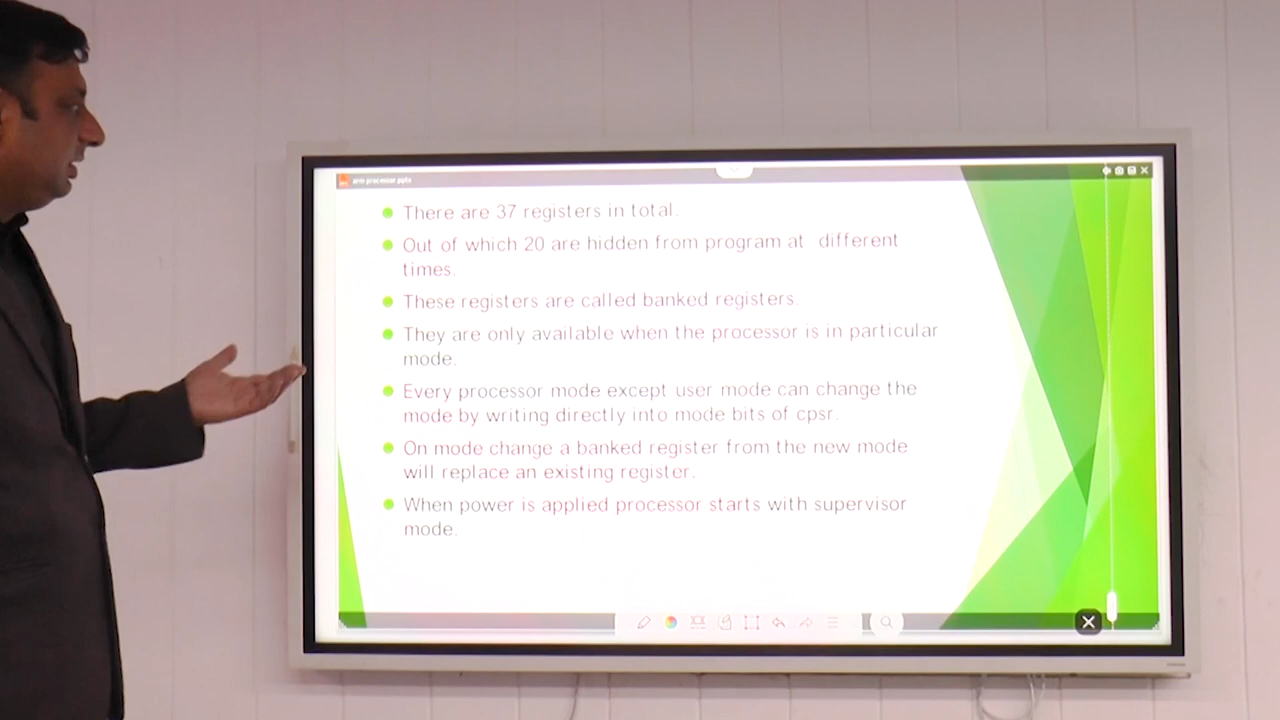 arm processor.pptx
There are 37 registers in total.
Out of which 20 are hidden from program at different
times.
These registers are called banked registers.
They are only available when the processor is in particular
mode.
Every processor mode except user mode can change the
mode by writing directly into mode bits of cpsr.
On mode change a banked register from the new mode
will replace an existing register.
When power is applied processor starts with supervisor
mode.